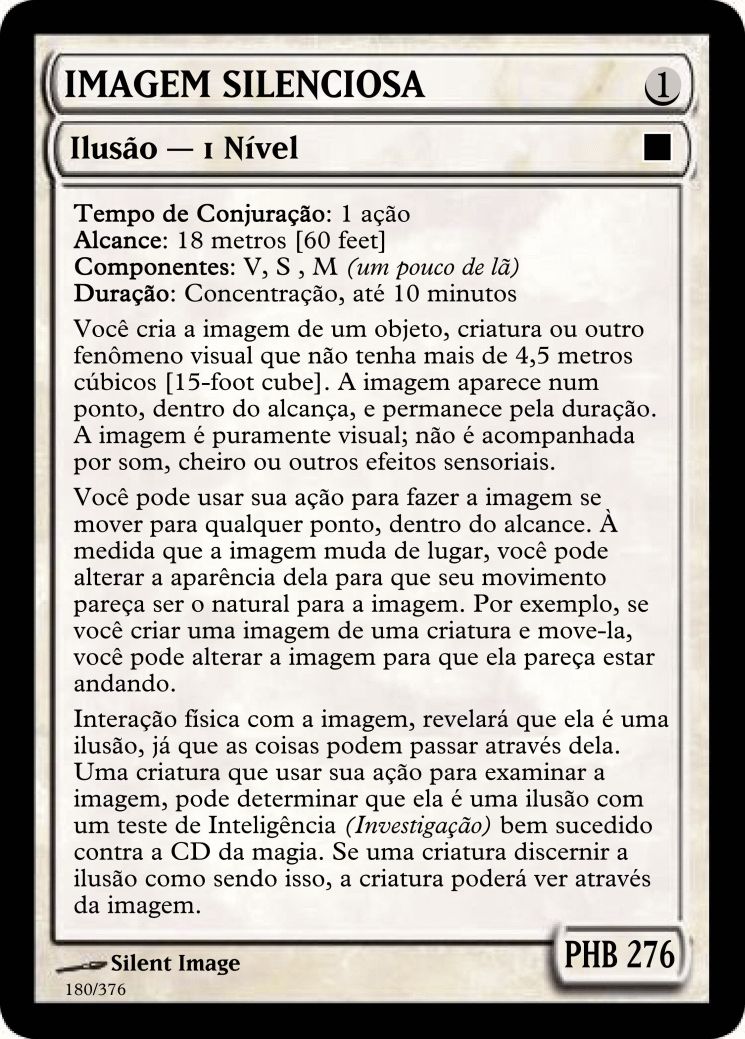 IMAGEM SILENCIOSA
1
Ilusão — 1 Nível
Tempo de Conjuração: 1 ação
Alcance: 18 metros [60 feet]
Componentes: V, S , M (um pouco de lã)
Duração: Concentração, até 10 minutos
Você cria a imagem de um objeto, criatura ou outro
fenômeno visual que não tenha mais de 4,5 metros
cúbicos [15-foot cube]. A imagem aparece num
ponto, dentro do alcança, e permanece pela duração.
A imagem é puramente visual; não é acompanhada
por som, cheiro ou outros efeitos sensoriais.
Você pode usar sua ação para fazer a imagem se
mover para qualquer ponto, dentro do alcance. À
medida que a imagem muda de lugar, você pode
alterar a aparência dela para que seu movimento
pareça ser o natural para a imagem. Por exemplo, se
você criar uma imagem de uma criatura e move-la,
você pode alterar a imagem para que ela pareça estar
andando.
Interação física com a imagem, revelará que ela é uma
ilusão, já que as coisas podem passar através dela.
Uma criatura que usar sua ação para examinar a
imagem, pode determinar que ela é uma ilusão com
um teste de Inteligência (Investigação) bem sucedido
contra a CD da magia. Se uma criatura discernir a
ilusão como sendo isso, a criatura poderá ver através
da imagem.
PHB 276
Silent Image
180/376